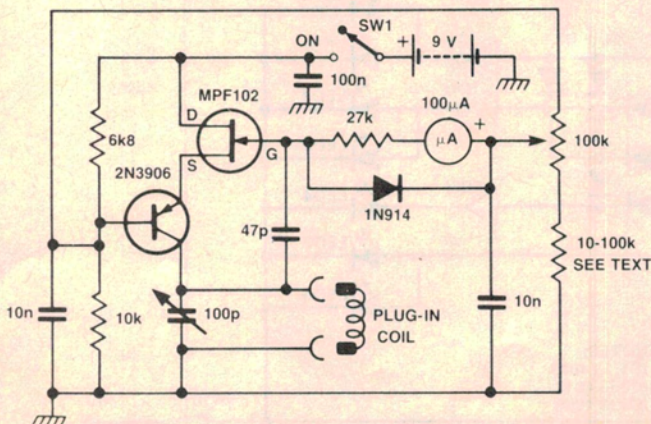 SW1
ON
+
9 V
100n
MPF102
100µA
27k
µA
+
D
6k8
S
G
100k
2N3906
1N914
47p
10-100k
SEE TEXT
10n
10k
100p
PLUG-IN
COIL
10n